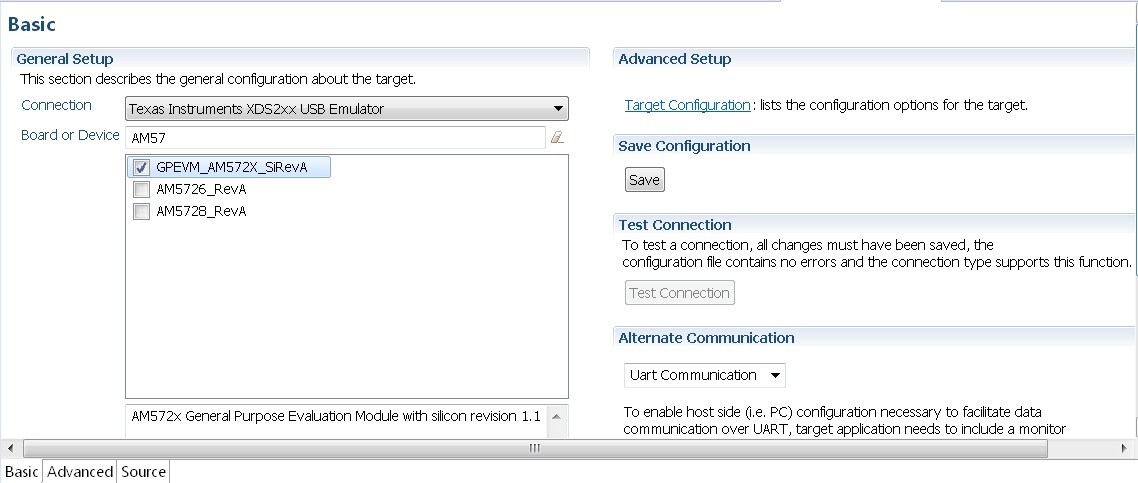 Basic
General Setup
This section describes the general configuration about the target.
Connection
Texas Instruments XDS2xx USB Emulator
Board or Device
AM57
GPEVM_AM572X_SiRevA
AM5726_RevA
AM5728_RevA
AM572x General Purpose Evaluation Module with silicon revision 1.1
Advanced Setup
Target Configuration: lists the configuration options for the target.
Save Configuration
Save
Test Connection
To test a connection, all changes must have been saved, the
configuration file contains no errors and the connection type supports this function.
Test Connection
Alternate Communication
Uart Communication
To enable host side (i.e. PC) configuration necessary to facilitate data
communication over UART, target application needs to include a monitor
Basic Advanced Source